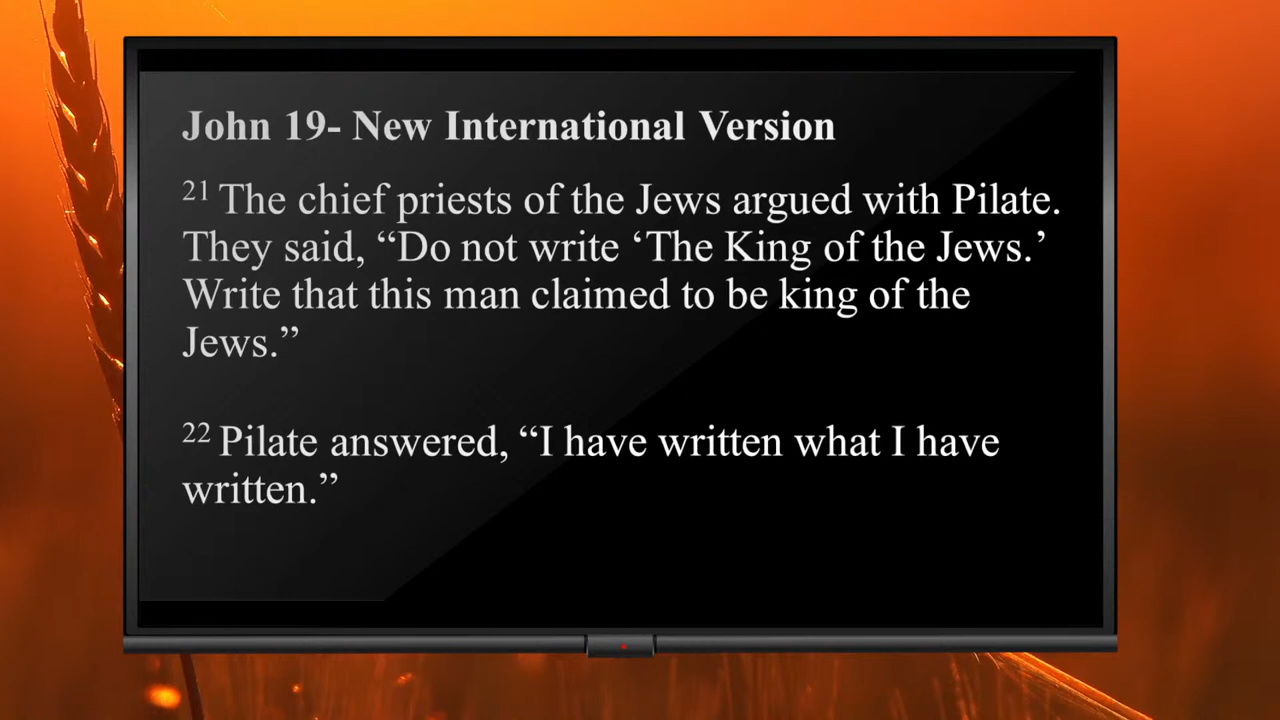 John 19- New International Version
21 The chief priests of the Jews argued with Pilate.
They said, “Do not write ‘The King of the Jews.’
Write that this man claimed to be king of the
Jews.”
22 Pilate answered, “I have written what I have
written.”